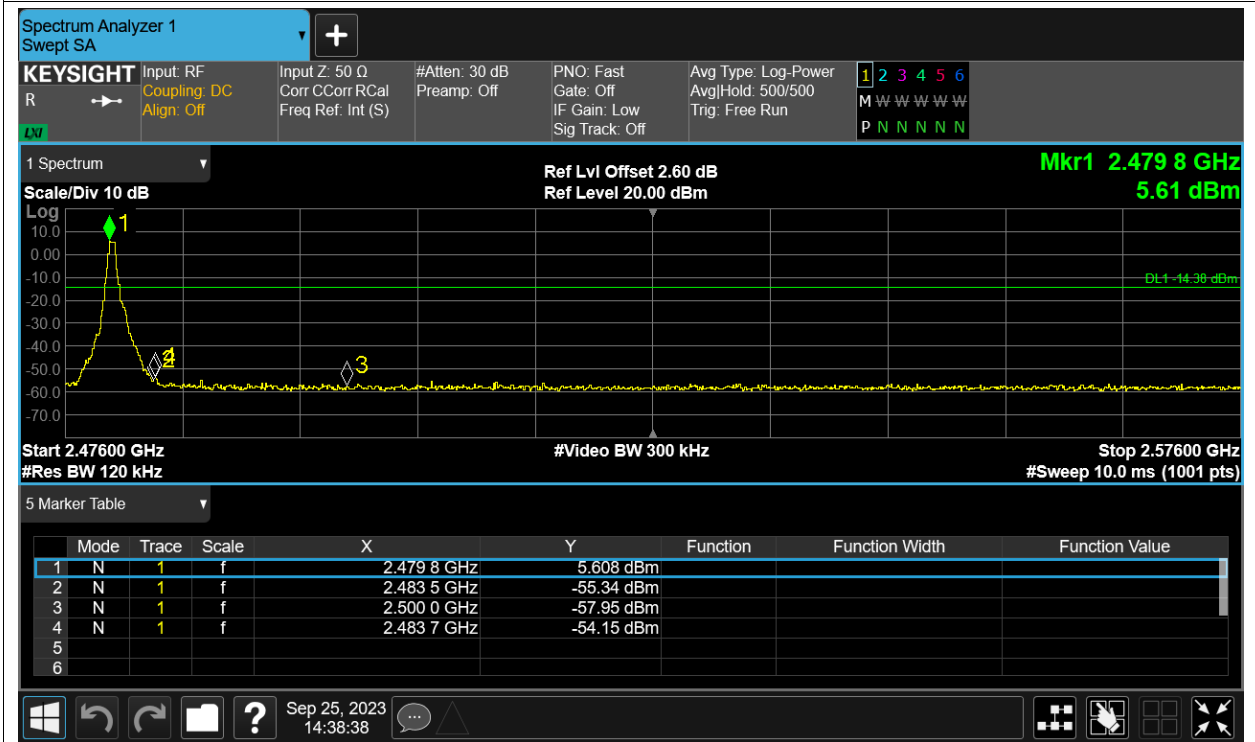 Spectrum Analyzer 1
Swept SA
+
KEYSIGHT Input: RF Input Z: 50 Ω #Atten: 30 dB PNO: Fast Avg Type: Log-Power 1 2 3 4 5 6
R Coupling: DC Corr CCorr RCal Preamp: Off Gate: Off Avg|Hold: 500/500 M W W W W W
Align: Off Freq Ref: Int (S) IF Gain: Low Trig: Free Run
LXI Sig Track: Off P N N N N N
1 Spectrum Ref Lvl Offset 2.60 dB Mkr1 2.479 8 GHz
Scale/Div 10 dB Ref Level 20.00 dBm 5.61 dBm
Log
1
10.0
0.00
-10.0
DL1 -14.38 dBm
-20.0
-30.0
-40.0
2 4 3
-50.0
-60.0
-70.0
Start 2.47600 GHz #Video BW 300 kHz Stop 2.57600 GHz
#Res BW 120 kHz #Sweep 10.0 ms (1001 pts)
5 Marker Table
Mode Trace Scale X Y Function Function Width Function Value
1 N 1 f 2.479 8 GHz 5.608 dBm
2 N 1 f 2.483 5 GHz -55.34 dBm
3 N 1 f 2.500 0 GHz -57.95 dBm
4 N 1 f 2.483 7 GHz -54.15 dBm
5
6
? Sep 25, 2023
14:38:38